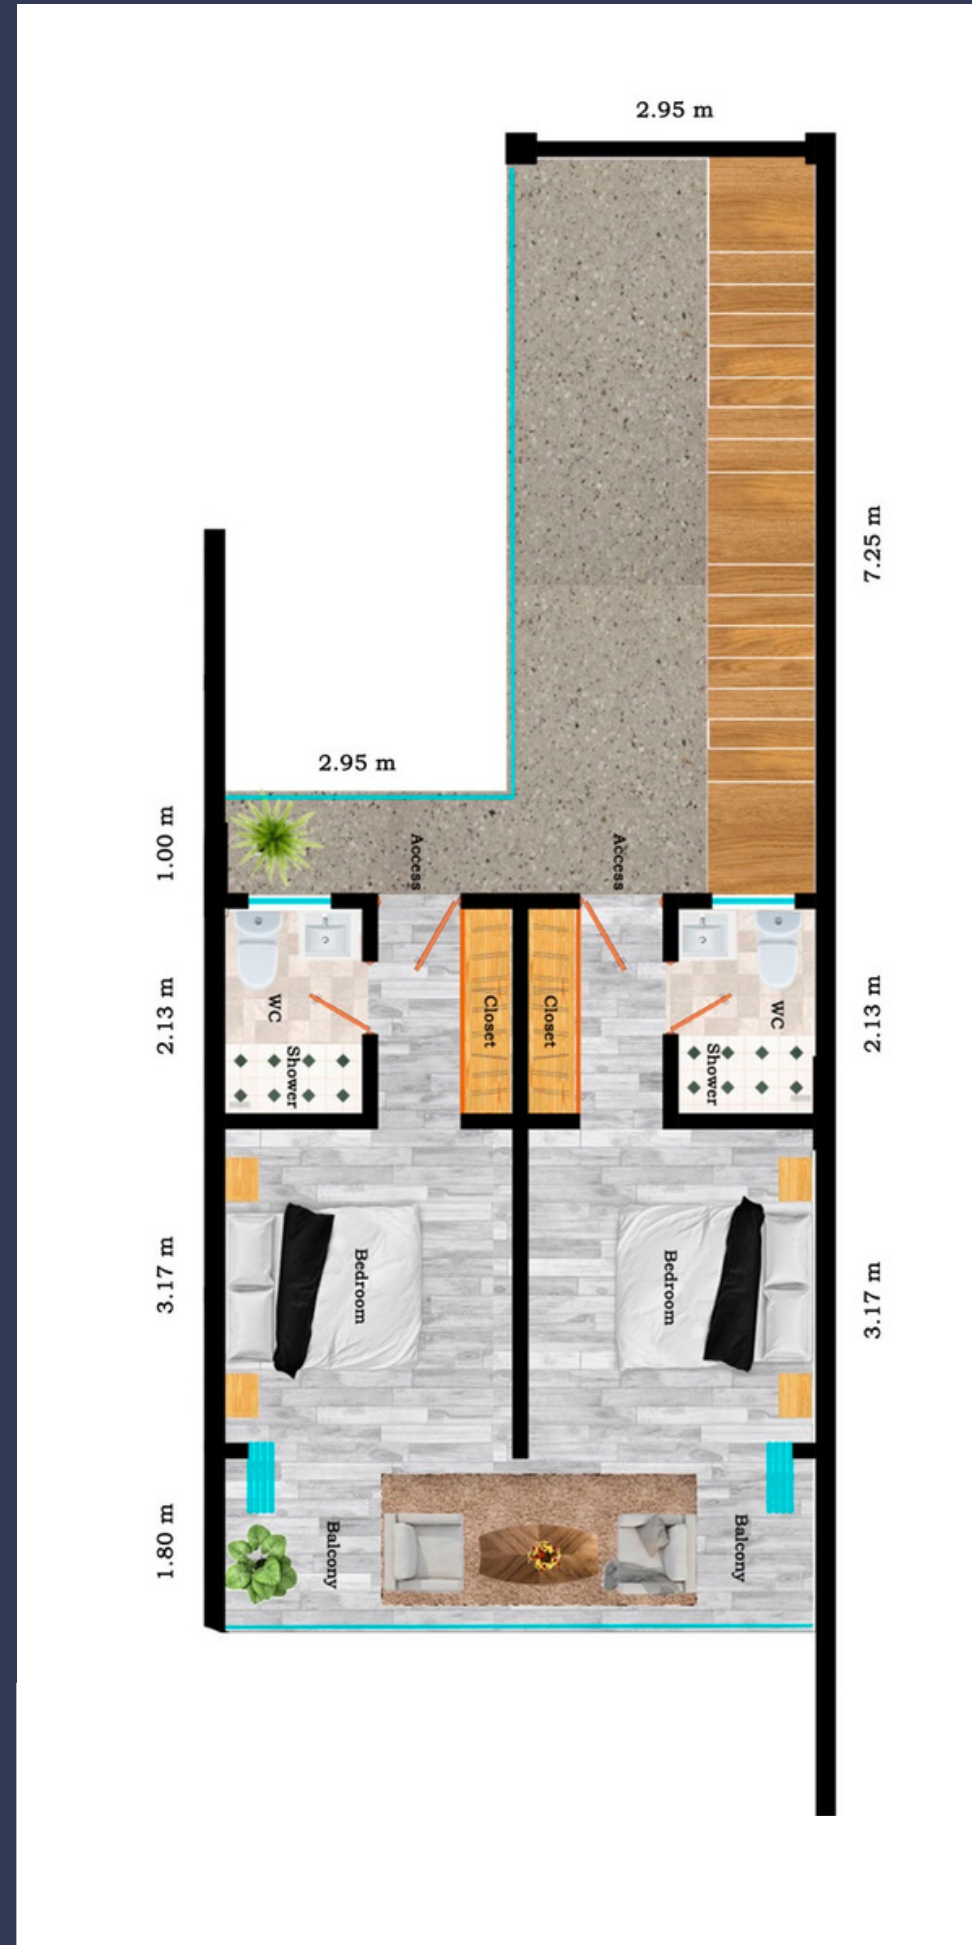 2.95 m
7.25 m
2.95 m
1.00 m
Access
Access
2.13 m
WC
Shower
Closet
Closet
WC
Shower
2.13 m
3.17 m
Bedroom
Bedroom
3.17 m
1.80 m
Balcony
Balcony